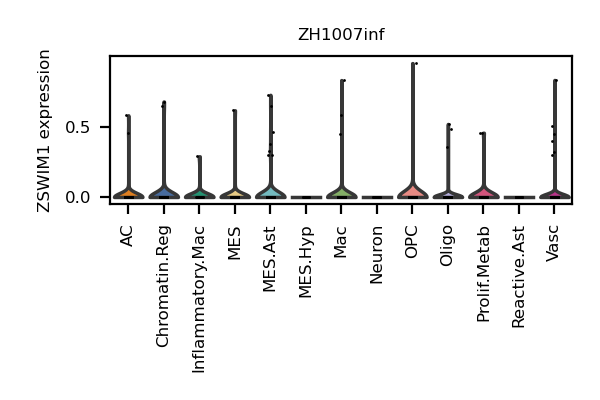 ZH1007inf
ZSWIM1 expression
0.5
0.0
AC
Chromatin.Reg
Inflammatory.Mac
MES
MES.Ast
MES.Hyp
Mac
Neuron
OPC
Oligo
Prolif.Metab
Reactive.Ast
Vasc